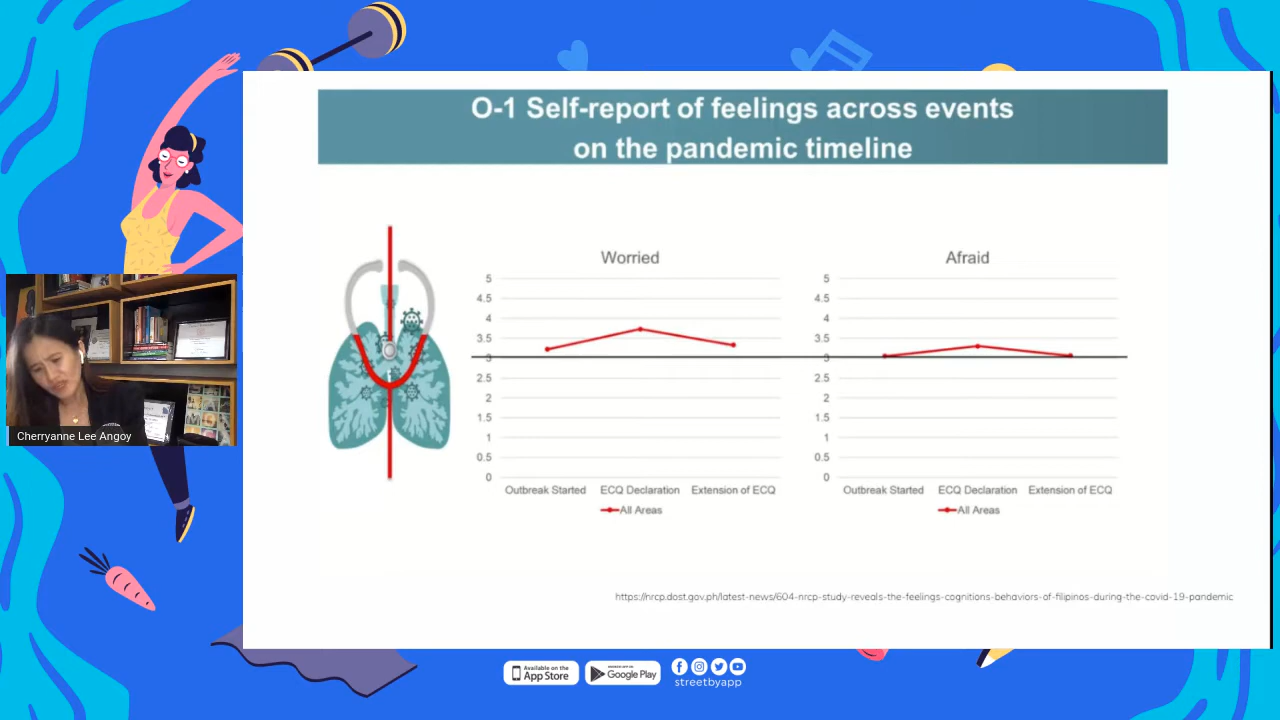 O-1 Self-report of feelings across events
on the pandemic timeline
Worried
5
4.5
4
3.5
3
2.5
2
1.5
1
0.5
0
Outbreak Started ECQ Declaration Extension of ECQ
All Areas
Afraid
5
4.5
4
3.5
3
2.5
2
1.5
1
0.5
0
Outbreak Started ECQ Declaration Extension of ECQ
All Areas
https://nrcp.dost.gov.ph/latest-news/604-nrcp-study-reveals-the-feelings-cognitions-behaviors-of-filipinos-during-the-covid-19-pandemic
Cherryanne Lee Angoy
Available on the
App Store
Google Play
streetbyapp